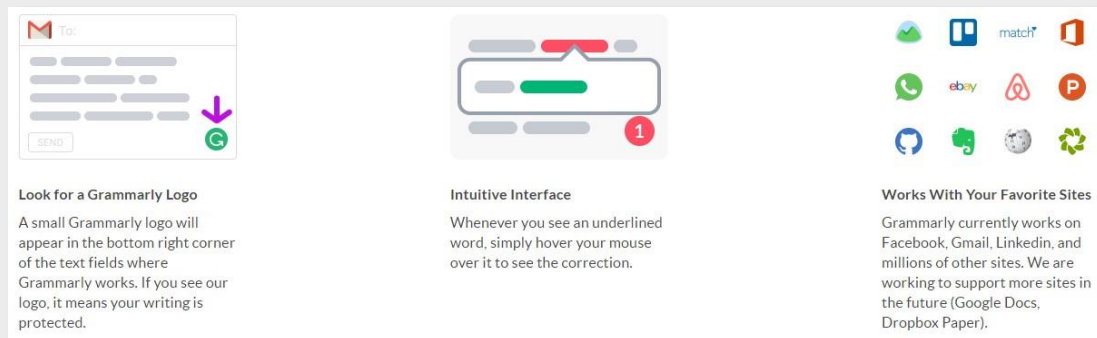 To:
SEND
1
match
ebay
P
Look for a Grammarly Logo
A small Grammarly logo will
appear in the bottom right corner
of the text fields where
Grammarly works. If you see our
logo, it means your writing is
protected.
Intuitive Interface
Whenever you see an underlined
word, simply hover your mouse
over it to see the correction.
Works With Your Favorite Sites
Grammarly currently works on
Facebook, Gmail, Linkedin, and
millions of other sites. We are
working to support more sites in
the future (Google Docs,
Dropbox Paper).